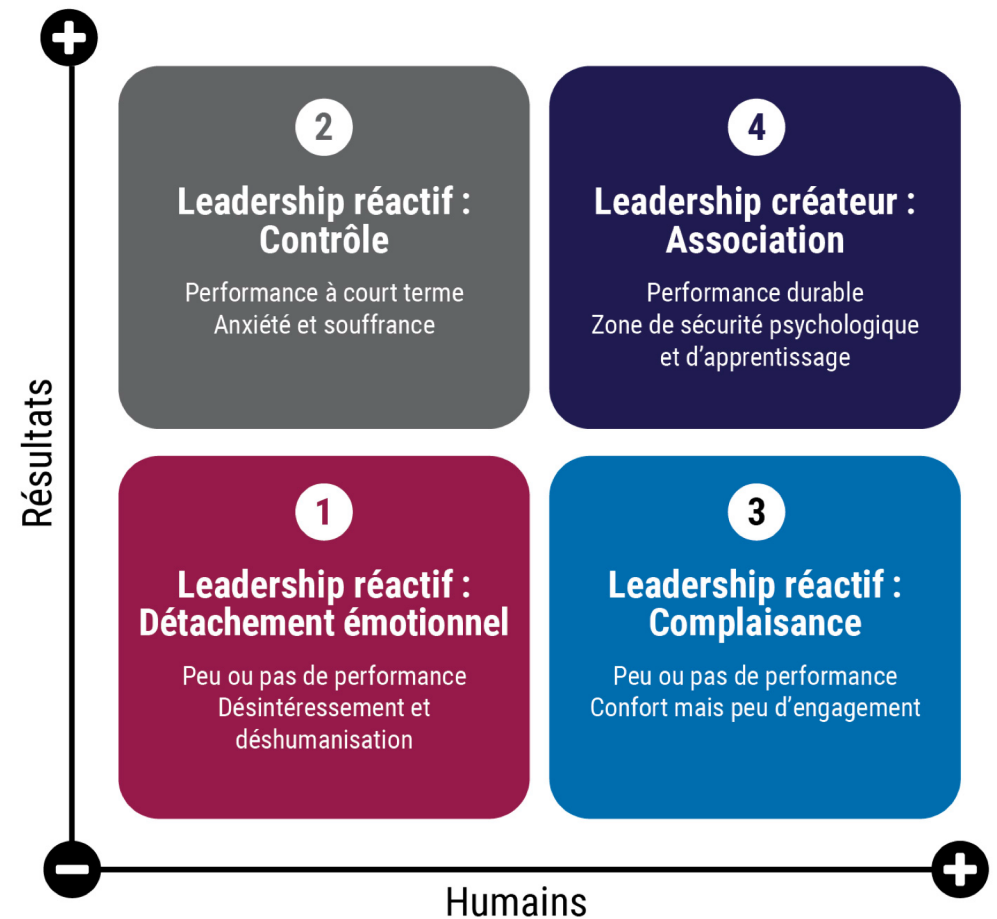 2
Leadership réactif :
Contrôle
Performance à court terme
Anxiété et souffrance
4
Leadership créateur :
Association
Performance durable
Zone de sécurité psychologique
et d’apprentissage
Résultats
1
Leadership réactif :
Détachement émotionnel
Peu ou pas de performance
Désintéressement et
déshumanisation
3
Leadership réactif :
Complaisance
Peu ou pas de performance
Confort mais peu d’engagement
Humains